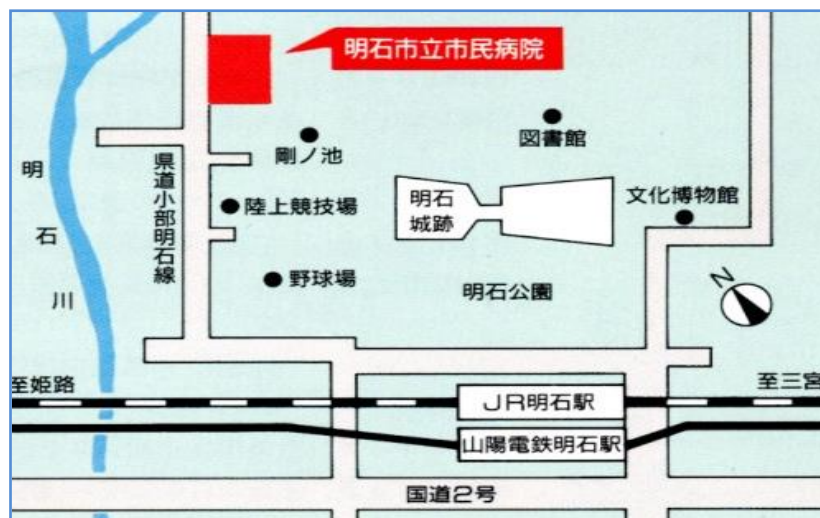 明石市立市民病院
図書館
剛ノ池
県道小部明石線
明石川
陸上競技場
明石
城跡
文化博物館
野球場
明石公園
N
至姫路
至三宮
JR明石駅
山陽電鉄明石駅
国道2号